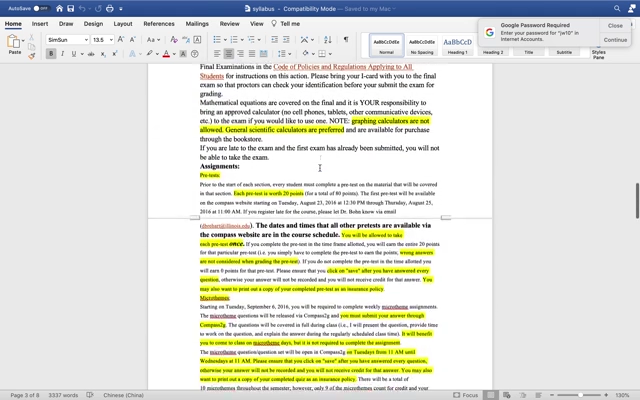 AutoSave OFF
syllabus — Compatibility Mode — Saved to my Mac
Home Insert Draw Design Layout References Mailings Review View Tell me
Google Password Required
Enter your password for "jw10" in
Internet Accounts.
Close
Continue
Paste
SimSun 13.5
AaBbCcDdEe AaBbCcDdEe AaBbCcD
Normal No Spacing Heading 1 Heading 2 Title Subtitle Styles
Pane
Final Examinations in the Code of Policies and Regulations Applying to All
Students for instructions on this action. Please bring your I-card with you to the final
exam so that proctors can check your identification before your submit the exam for
grading.
Mathematical equations are covered on the final and it is YOUR responsibility to
bring an approved calculator (no cell phones, tablets, other communicative devices,
etc.) to the exam if you would like to use one. NOTE: graphing calculators are not
allowed. General scientific calculators are preferred and are available for purchase
through the bookstore.
If you are late to the exam and the first exam has already been submitted, you will not
be able to take the exam.
Assignments:
Pre-tests:
Prior to the start of each section, every student must complete a pre-test on the material that will be covered
in that section. Each pre-test is worth 20 points (for a total of 80 points). The first pre-test will be available
on the compass website starting on Tuesday, August 23, 2016 at 12:30 PM through Thursday, August 25,
2016 at 11:00 AM. If you register late for the course, please let Dr. Bohn know via email
The dates and times that all other pretests are available via
the compass website are in the course schedule. You will be allowed to take
each pre-test once. If you complete the pre-test in the time frame allotted, you will earn the entire 20 points
for that particular pre-test (i.e. you simply have to complete the pre-test to earn the points, wrong answers
are not considered when grading the pre-test). If you do not complete the pre-test in the time allotted you
will earn 0 points for that pre-test. Please ensure that you click on "save" after you have answered every
question, otherwise your answer will not be recorded and you will not receive credit for that answer. You
may also want to print out a copy of your completed pre-test as an insurance policy.
Microthemes:
Starting on Tuesday, September 6, 2016, you will be required to complete weekly microtheme assignments.
The microtheme questions will be released via Compass2g and you must submit your answer through
Compass2g. The questions will be covered in full during class (i.e., I will present the question, provide time
to work on the question, and explain the answer during the regularly scheduled class time). It will benefit
you to come to class on microtheme days, but it is not required to complete the assignment.
The microtheme question/question set will be open in Compass2g on Tuesdays from 11 AM until
Wednesdays at 11 AM. Please ensure that you click on "save" after you have answered every question,
otherwise your answer will not be recorded and you will not receive credit for that answer. You may also
want to print out a copy of your completed quiz as an insurance policy. There will be a total of
10 microthemes throughout the semester; however, only 9 of the microthemes count for credit and your
Page 3 of 8 3337 words Chinese (China) Focus 130%